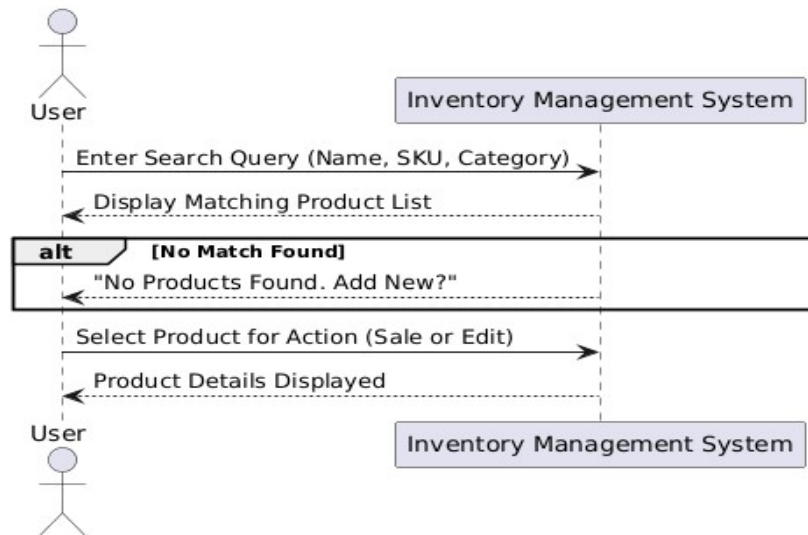 User
Inventory Management System
Enter Search Query (Name, SKU, Category)
Display Matching Product List
alt [No Match Found]
"No Products Found. Add New?"
Select Product for Action (Sale or Edit)
Product Details Displayed
User
Inventory Management System